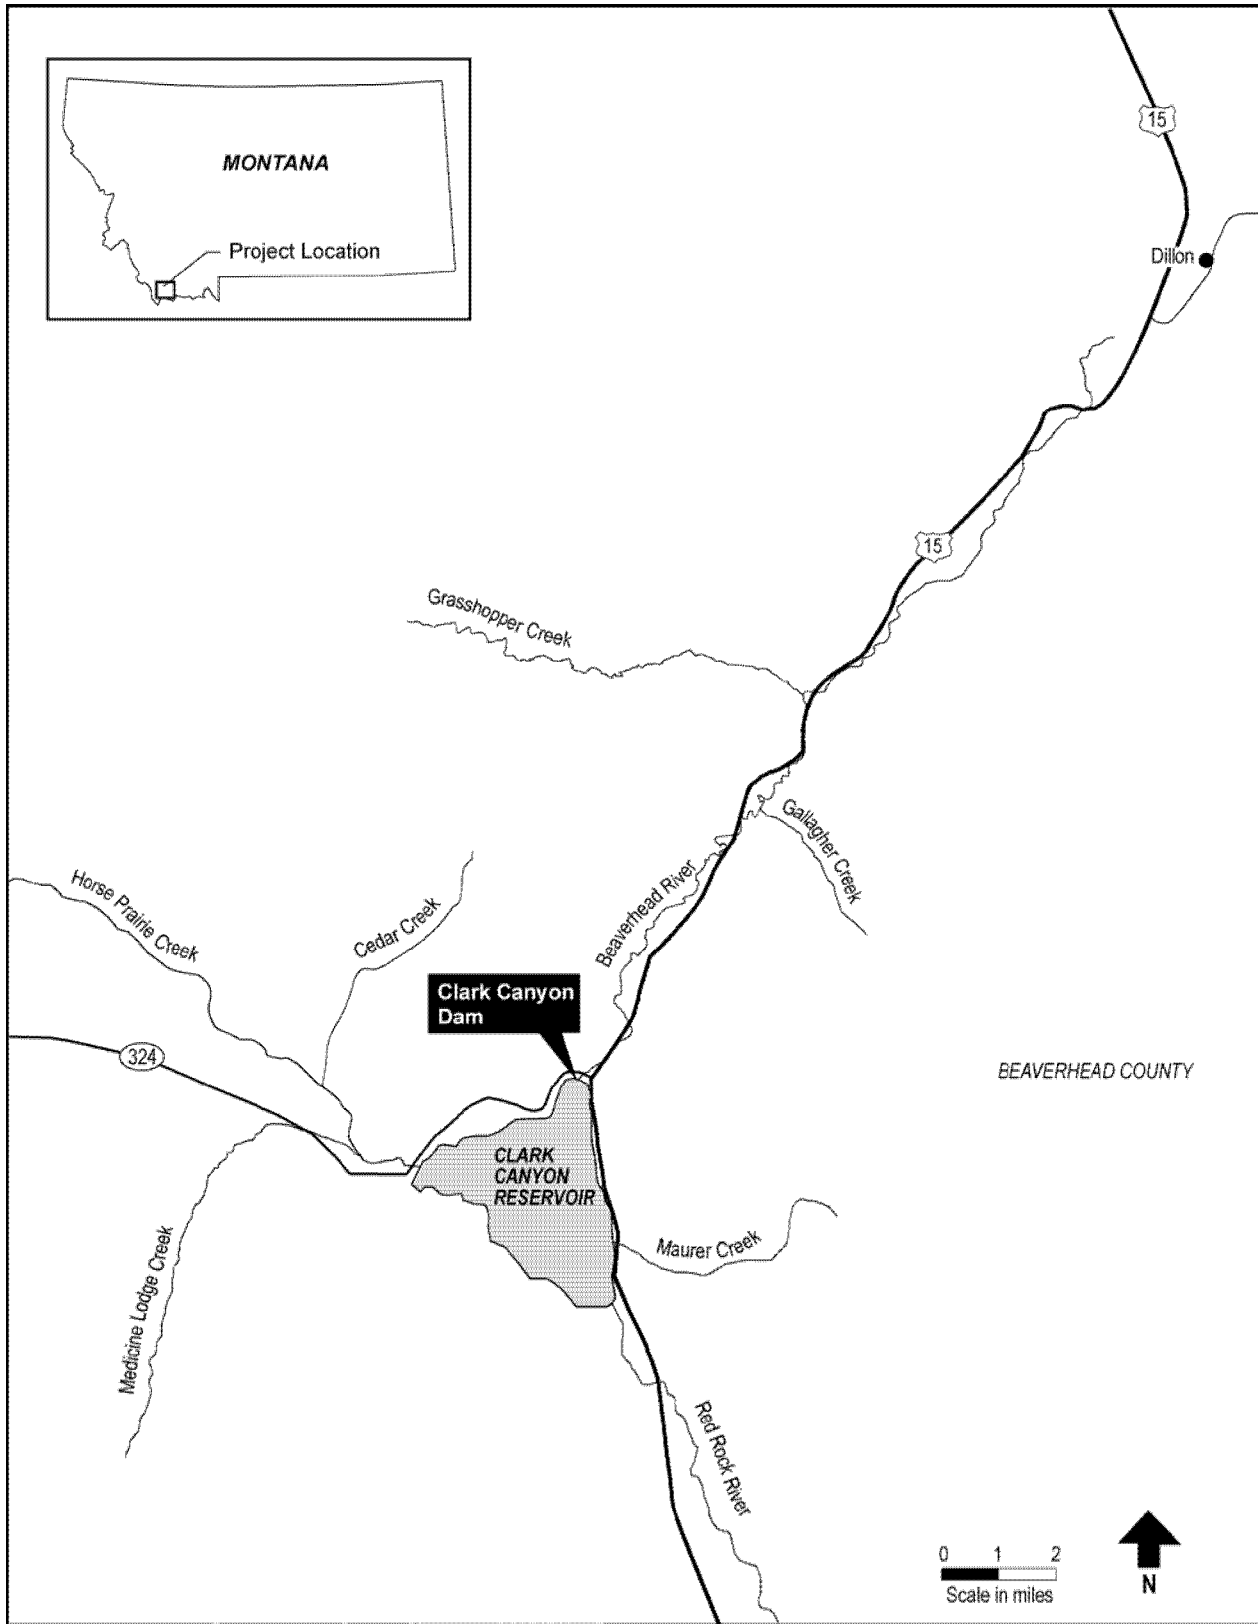 MONTANA
Project Location
15
Dillon
15
Grasshopper Creek
Gallagher Creek
Beaverhead River
Horse Prairie Creek
Cedar Creek
Clark Canyon
Dam
324
BEAVERHEAD COUNTY
CLARK
CANYON
RESERVOIR
Maurer Creek
Medicine Lodge Creek
Red Rock River
0 1 2
Scale in miles
N